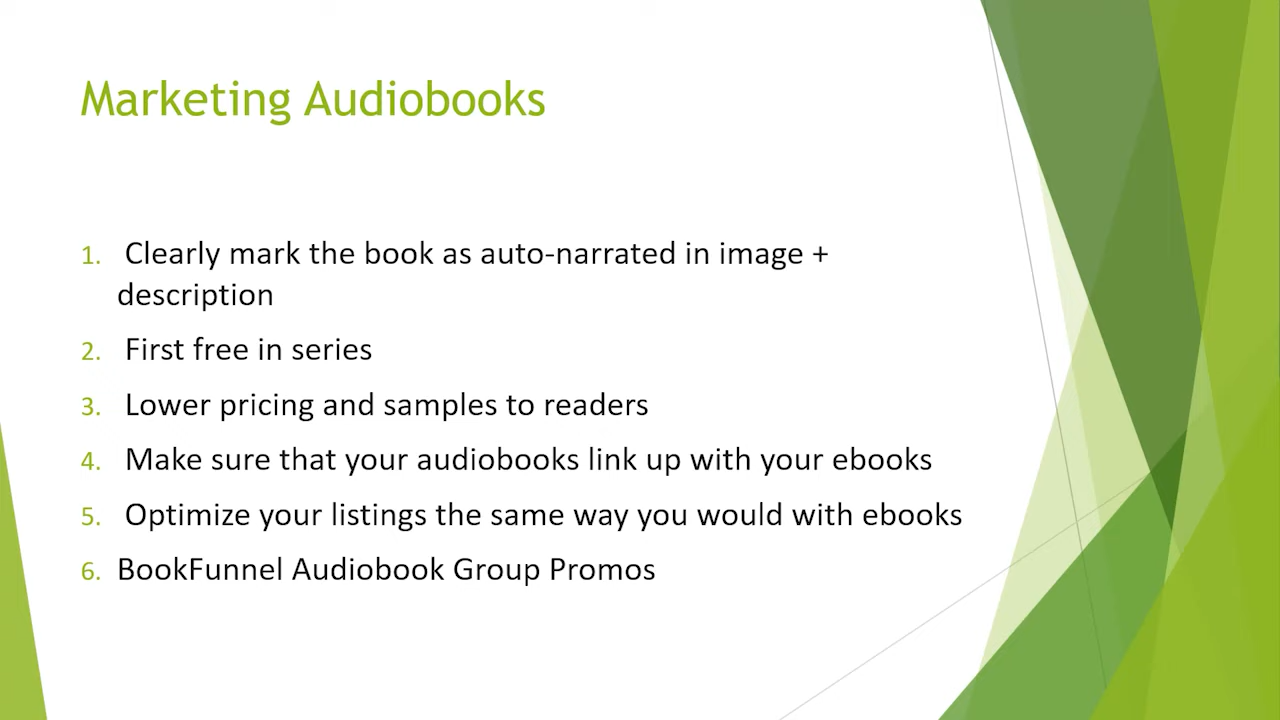 Marketing Audiobooks
1. Clearly mark the book as auto-narrated in image +
description
2. First free in series
3. Lower pricing and samples to readers
4. Make sure that your audiobooks link up with your ebooks
5. Optimize your listings the same way you would with ebooks
6. BookFunnel Audiobook Group Promos